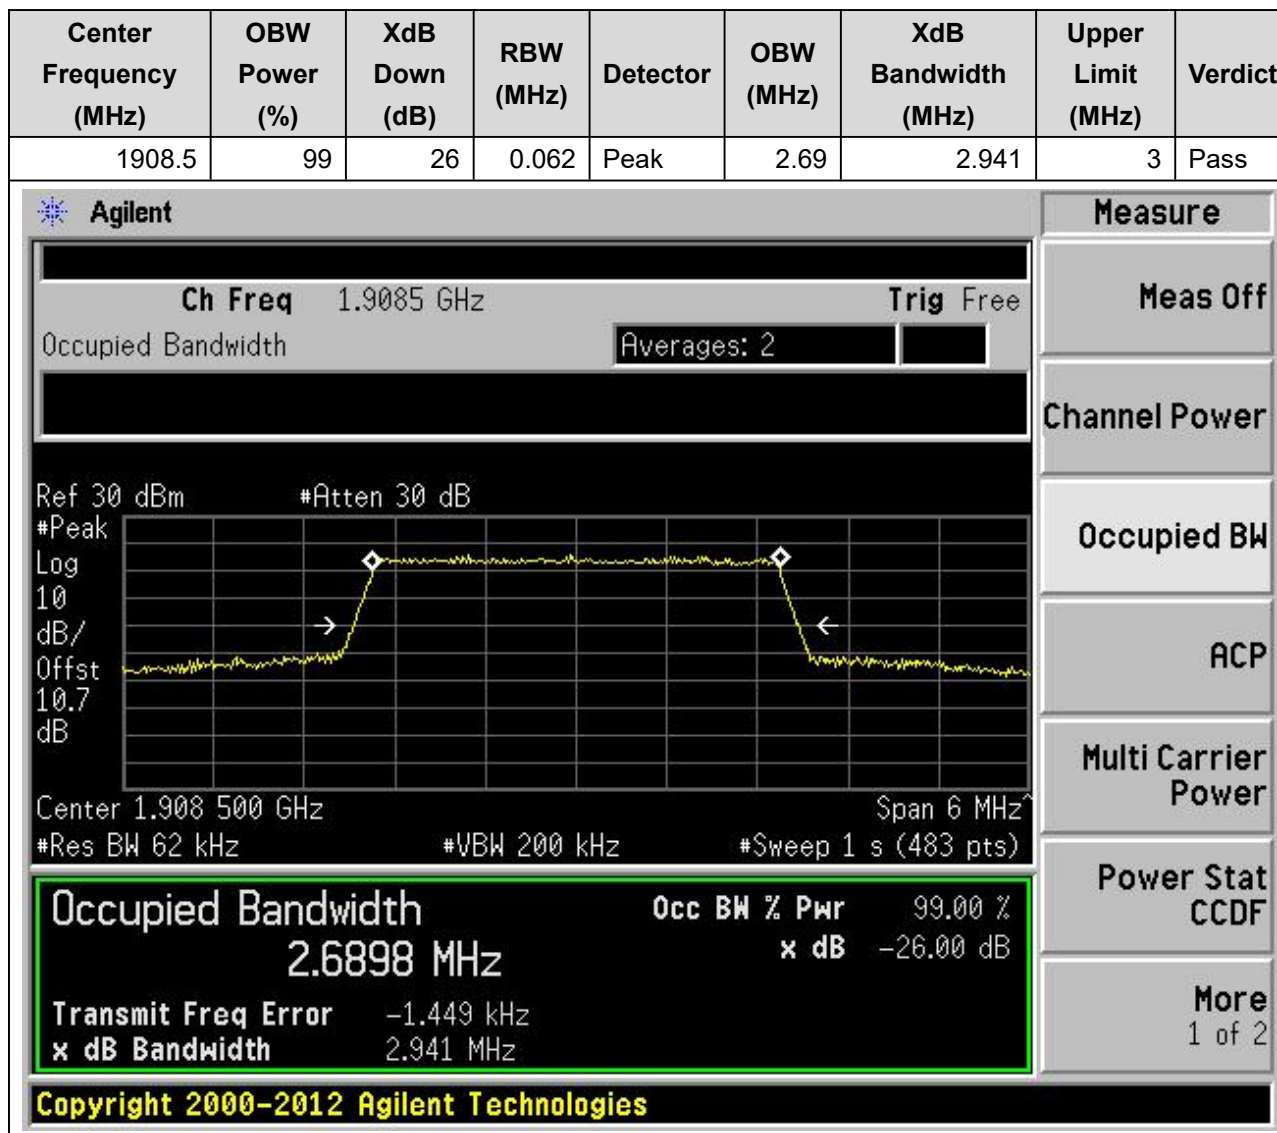 Center Frequency (MHz) OBW Power (%) XdB Down (dB) RBW (MHz) Detector OBW (MHz) XdB Bandwidth (MHz) Upper Limit (MHz) Verdict
1908.5 99 26 0.062 Peak 2.69 2.941 3 Pass
Agilent
Measure
Ch Freq 1.9085 GHz Trig Free
Meas Off
Occupied Bandwidth Averages: 2
Channel Power
Ref 30 dBm #Atten 30 dB
#Peak
Log
10
dB/
Offst
10.7
dB
Occupied BW
ACP
Multi Carrier
Power
Center 1.908 500 GHz Span 6 MHz^
#Res BW 62 kHz #VBW 200 kHz #Sweep 1 s (483 pts)
Power Stat
CCDF
Occupied Bandwidth Occ BW % Pwr 99.00 %
2.6898 MHz x dB -26.00 dB
Transmit Freq Error -1.449 kHz
x dB Bandwidth 2.941 MHz
More
1 of 2
Copyright 2000-2012 Agilent Technologies